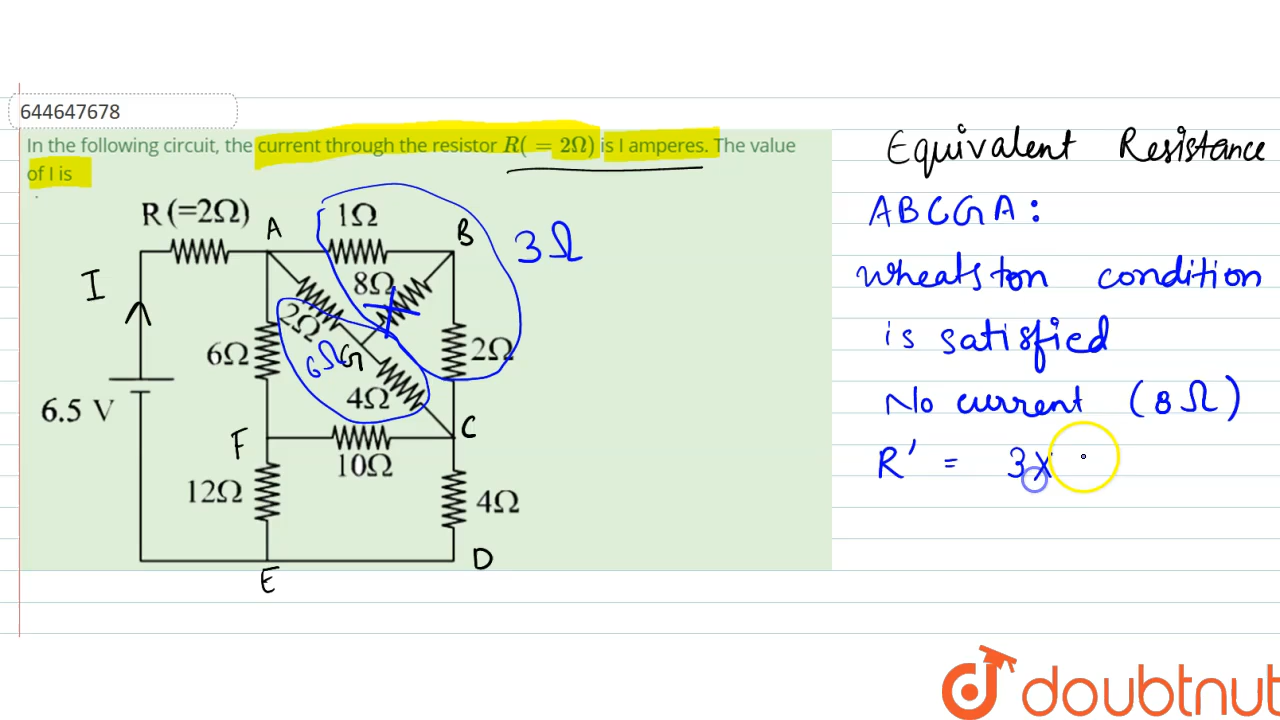 644647678
In the following circuit, the current through the resistor R(=2Ω) is I amperes. The value
of I is
R(=2Ω)
A
1Ω
B
3Ω
I
8Ω
2Ω
6Ω
6Ω
G
2Ω
6.5 V
4Ω
F
C
10Ω
12Ω
4Ω
E
D
Equivalent Resistance
ABCGA:
Wheatston condition
is satisfied
No current (8Ω)
R' = 3x
doubtnut